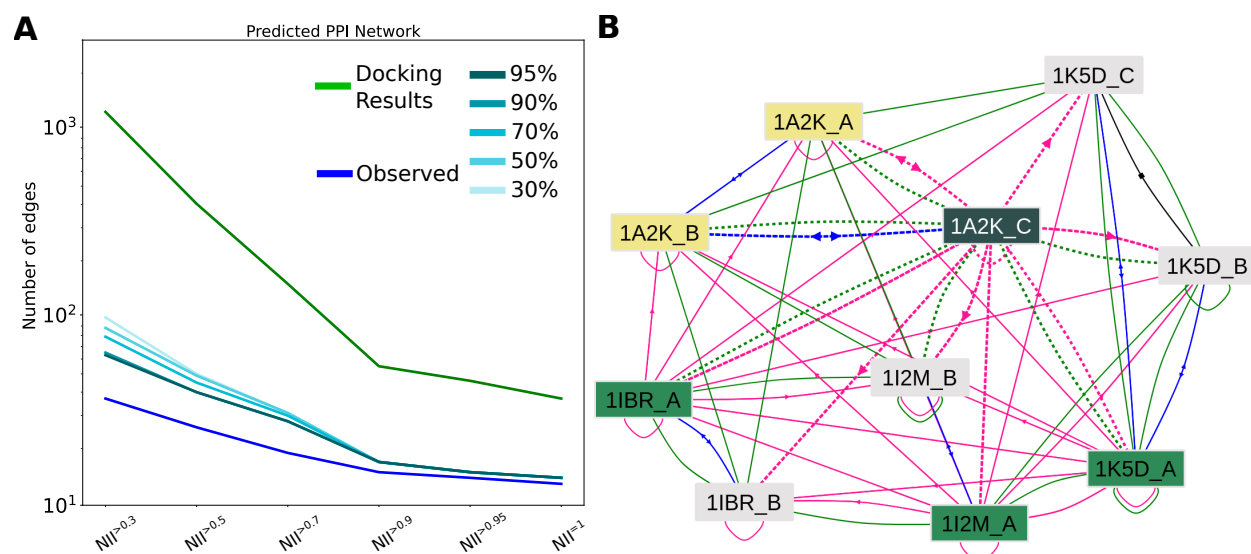 A
Predicted PPI Network
Number of edges
10³
10²
10¹
Docking
Results
Observed
95%
90%
70%
50%
30%
NII>0.3
NII>0.5
NII>0.7
NII>0.9
NII>0.95
NII=1
B
1K5D_C
1A2K_A
1A2K_C
1A2K_B
1K5D_B
1I2M_B
1IBR_A
1K5D_A
1IBR_B
1I2M_A